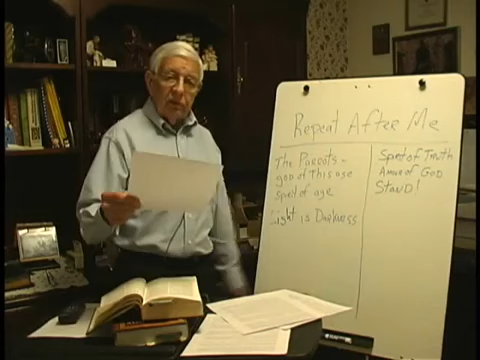 Repeat After Me
The Parrots -
god of this age
spirit of age
Light is Darkness
Spirit of Truth
Armor of God
Stand!